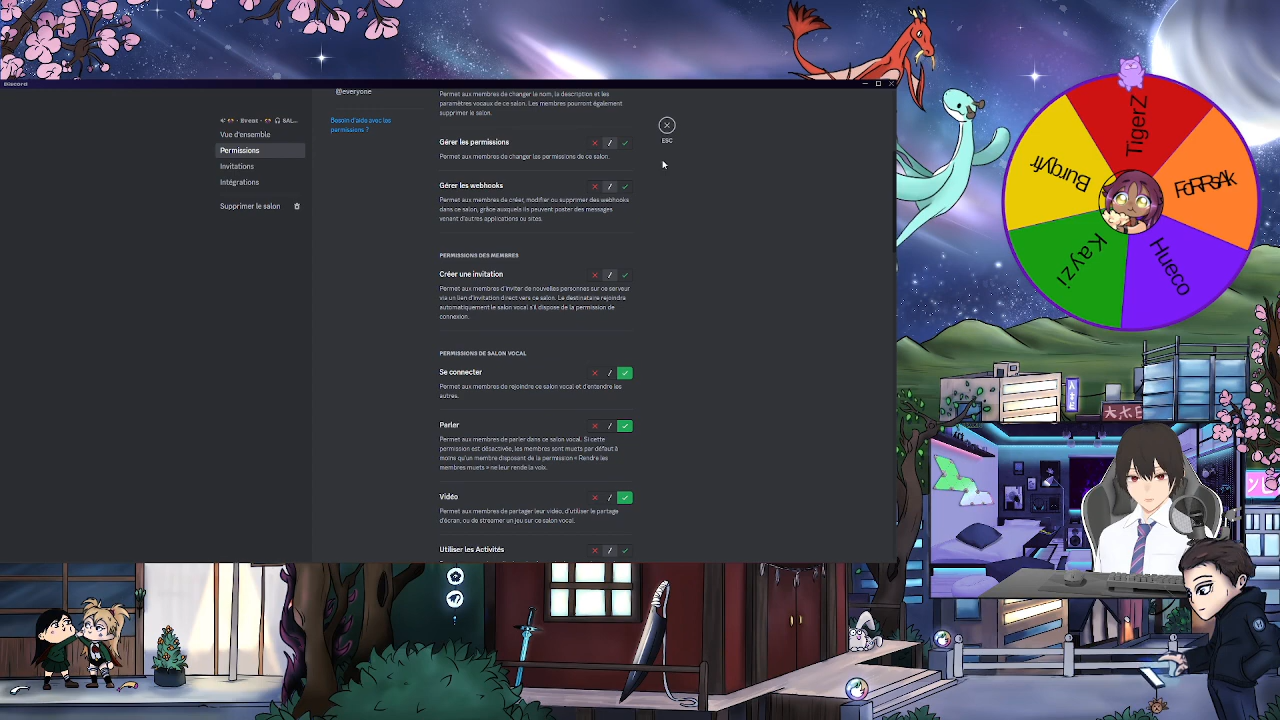 Discord
@everyone
Besoin d'aide avec les
permissions ?
Event
SAL...
Vue d'ensemble
Permissions
Invitations
Intégrations
Supprimer le salon
Permet aux membres de changer le nom, la description et les
paramètres vocaux de ce salon. Les membres pourront également
supprimer le salon.
Gérer les permissions
Permet aux membres de changer les permissions de ce salon.
Gérer les webhooks
Permet aux membres de créer, modifier ou supprimer des webhooks
dans ce salon, grâce auxquels ils peuvent poster des messages
venant d'autres applications ou sites.
PERMISSIONS DES MEMBRES
Créer une invitation
Permet aux membres d'inviter de nouvelles personnes sur ce serveur
via un lien d'invitation direct vers ce salon. Le destinataire rejoindra
automatiquement le salon vocal s'il dispose de la permission de
connexion.
PERMISSIONS DE SALON VOCAL
Se connecter
Permet aux membres de rejoindre ce salon vocal et d'entendre les
autres.
Parler
Permet aux membres de parler dans ce salon vocal. Si cette
permission est désactivée, les membres sont muets par défaut à
moins qu'un membre disposant de la permission « Rendre les
membres muets » ne leur rende la voix.
Vidéo
Permet aux membres de partager leur vidéo, d'utiliser le partage
d'écran, ou de streamer un jeu sur ce salon vocal.
Utiliser les Activités
ESC
TigerZ
FoRRsAk
Hueco
Kayzi
Burgyfr